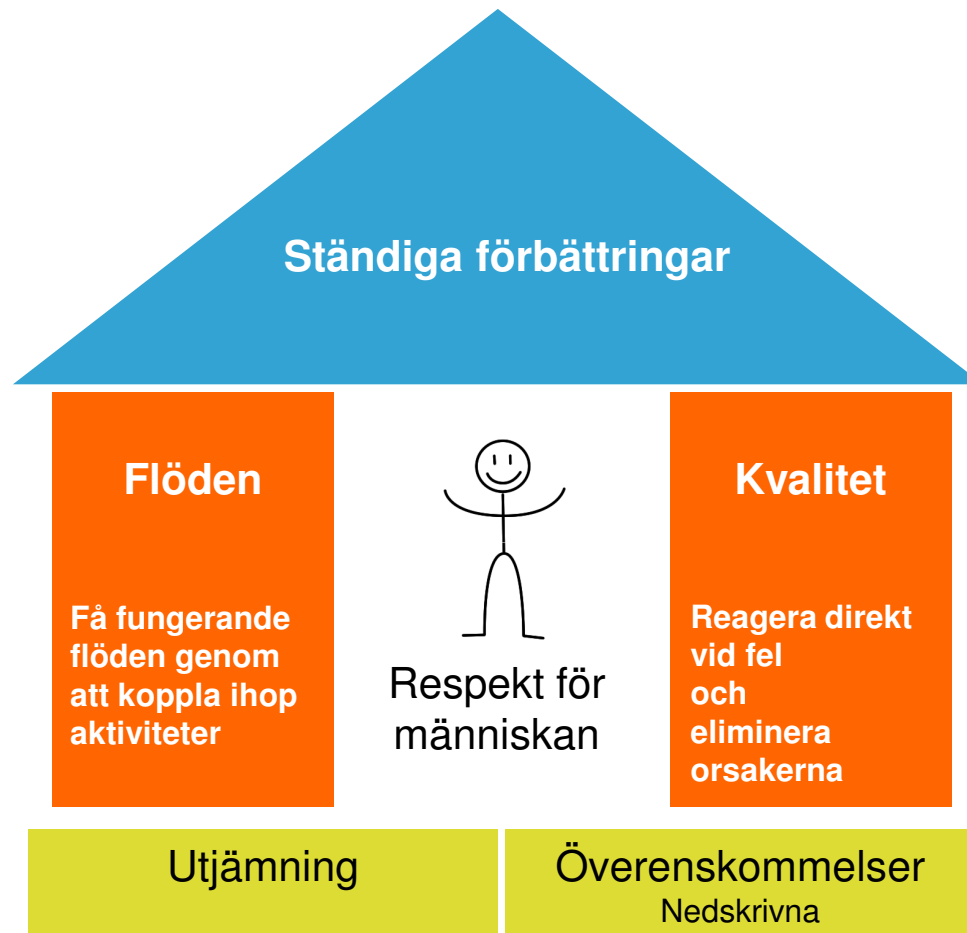 Ständiga förbättringar
Flöden
Få fungerande
flöden genom
att koppla ihop
aktiviteter
Respekt för
människan
Kvalitet
Reagera direkt
vid fel
och
eliminera
orsakerna
Utjämning
Överenskommelser
Nedskrivna